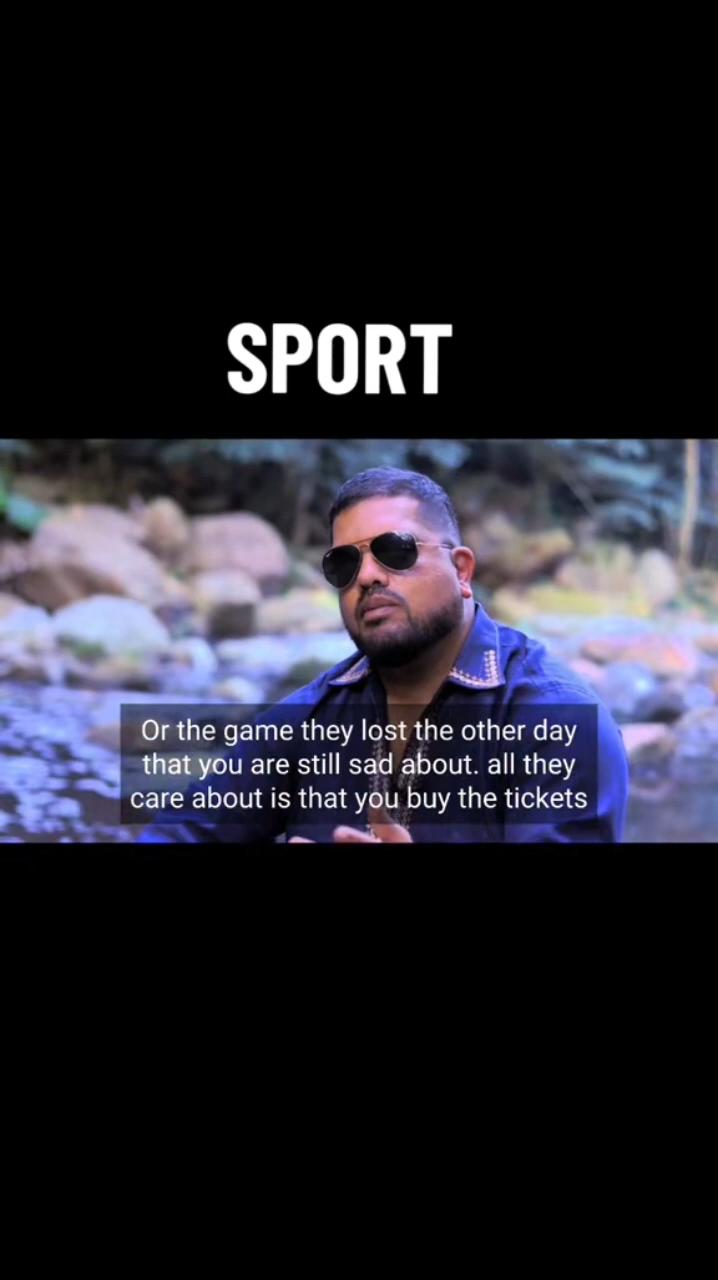 SPORT
Or the game they lost the other day
that you are still sad about. all they
care about is that you buy the tickets